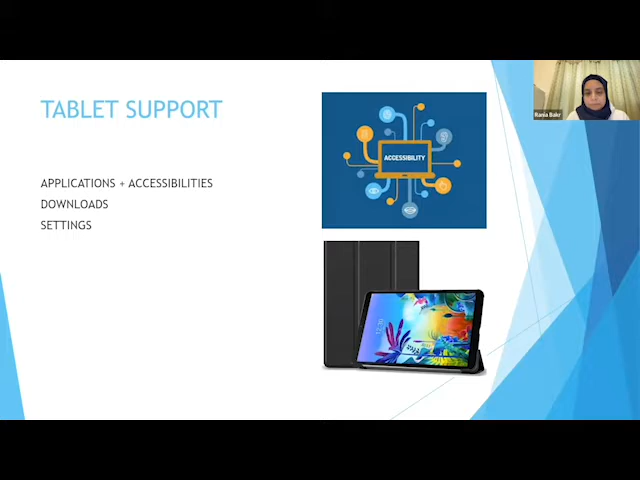 TABLET SUPPORT
APPLICATIONS + ACCESSIBILITIES
DOWNLOADS
SETTINGS
ACCESSIBILITY
Rania Bakr